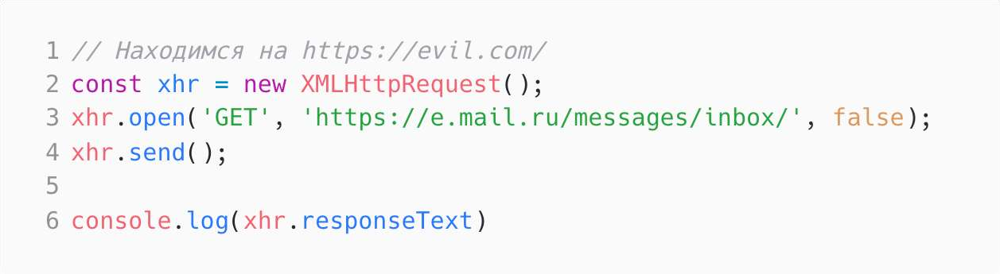 1 // Находимся на https://evil.com/
2 const xhr = new XMLHttpRequest();
3 xhr.open('GET', 'https://e.mail.ru/messages/inbox/', false);
4 xhr.send();
5
6 console.log(xhr.responseText)